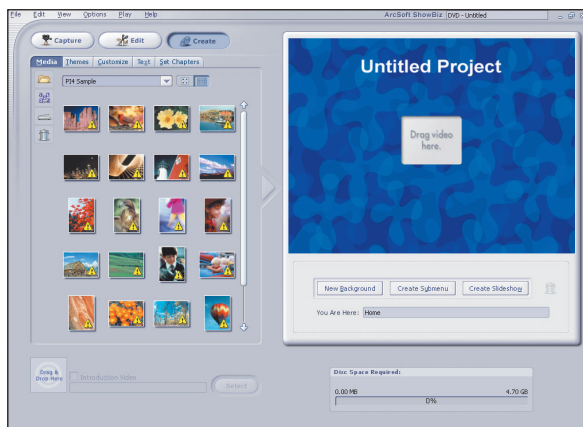 File Edit View Options Play Help
ArcSoft ShowBiz DVD - Untitled
Capture Edit Create
Media Themes Customize Text Set Chapters
PI4 Sample
Untitled Project
Drag video
here.
New Background Create Submenu Create Slideshow
You Are Here: Home
Drag &
Drop Here
Introduction Video
Select
Disc Space Required:
0.00 MB 4.70 GB
0%